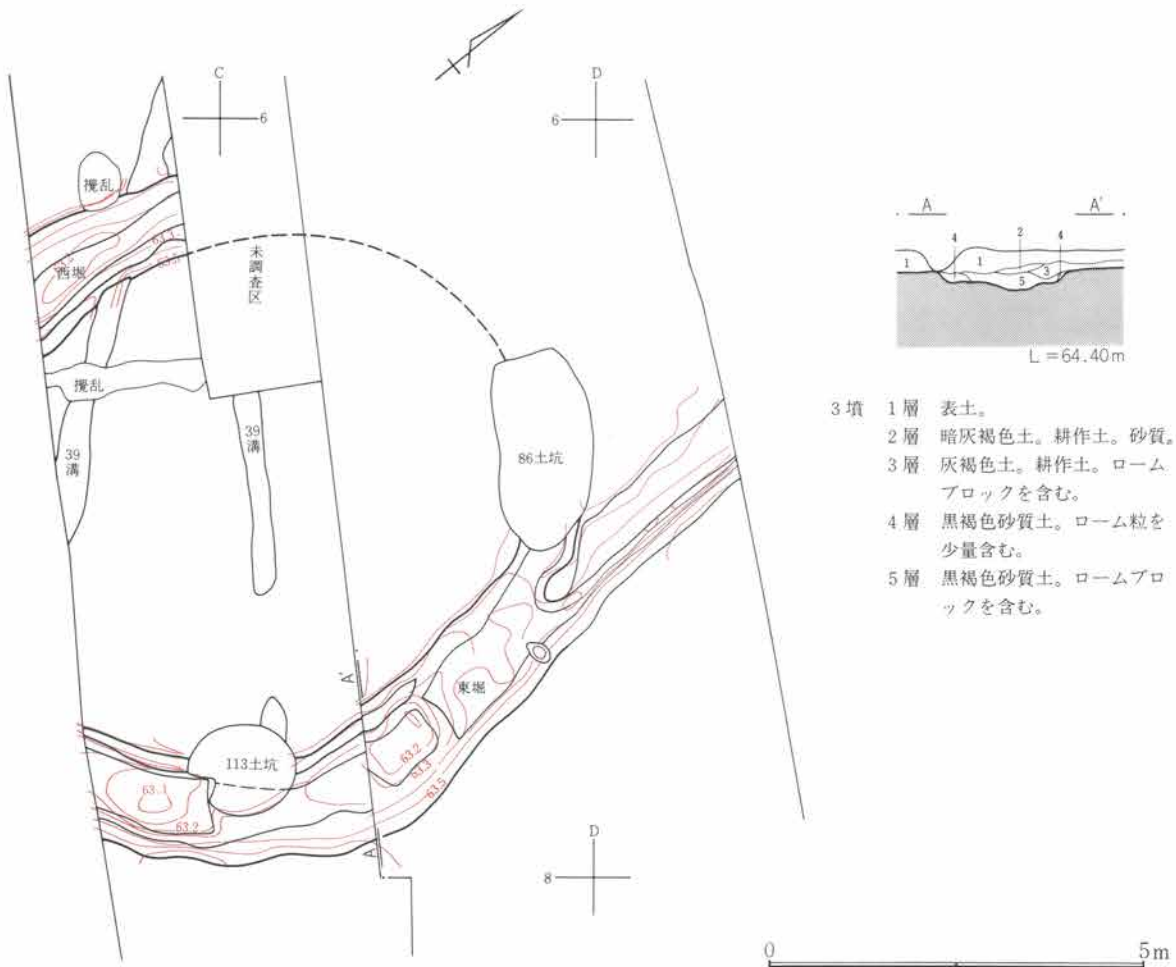 C
D
6
6
攪乱
西堀
63.5
未調査区
攪乱
39溝
39溝
86土坑
A'
東堀
113土坑
63.2
63.3
63.5
63.1
63.2
A
D
8
A A'
4 2 4
1 1 3
5
L=64.40m
3墳 1層 表土。
2層 暗灰褐色土。耕作土。砂質。
3層 灰褐色土。耕作土。ローム
ブロックを含む。
4層 黒褐色砂質土。ローム粒を
少量含む。
5層 黒褐色砂質土。ロームブロ
ックを含む。
0 5m